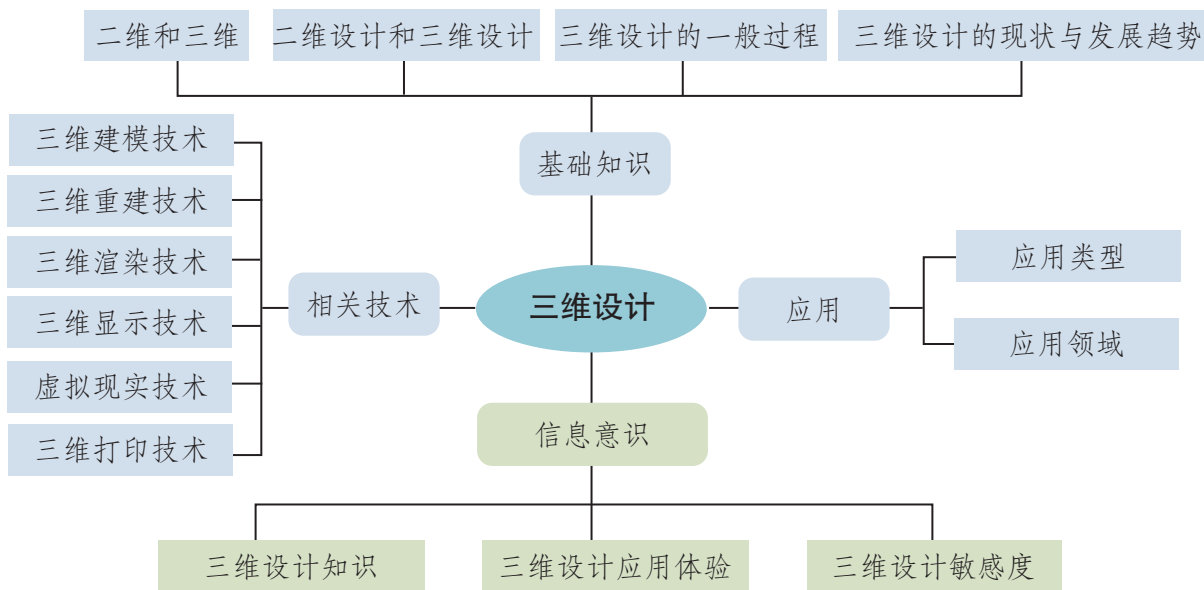 二维和三维
二维设计和三维设计
三维设计的一般过程
三维设计的现状与发展趋势
基础知识
三维建模技术
三维重建技术
三维渲染技术
三维显示技术
虚拟现实技术
三维打印技术
相关技术
三维设计
应用
应用类型
应用领域
信息意识
三维设计知识
三维设计应用体验
三维设计敏感度